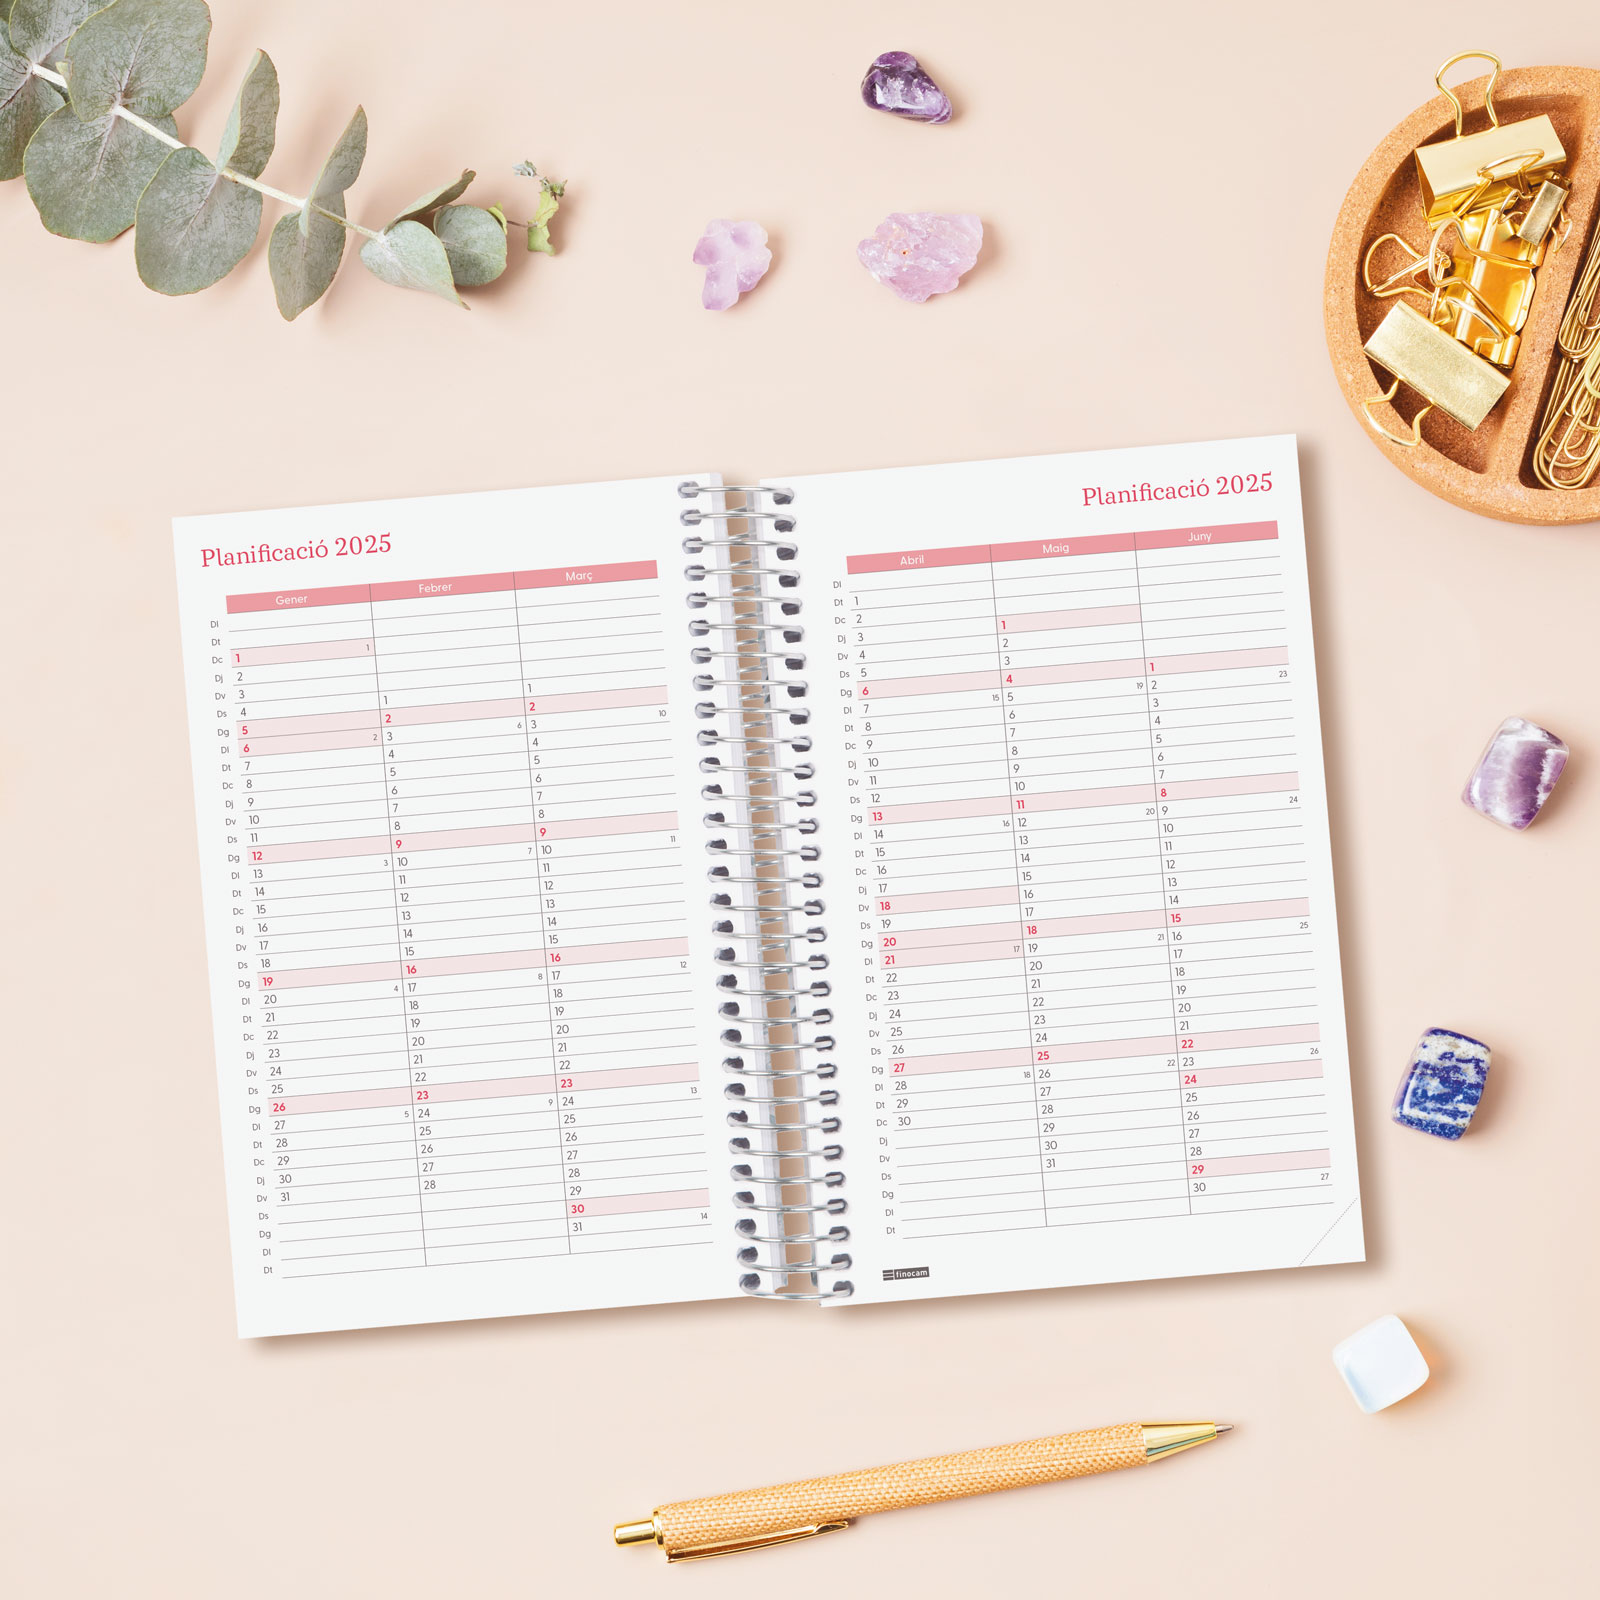 Planificació 2025
Gener Febrer Març
Dl
Dt
Dc 1 1
Dj 2
Dv 3
Ds 4 1 1
Dg 5 2 2
Dl 6 2 3 6 3 10
Dt 7 4 4
Dc 8 5 5
Dj 9 6 6
Dv 10 7 7
Ds 11 8 8
Dg 12 9 9
Dl 13 3 10 7 10 11
Dt 14 11 11
Dc 15 12 12
Dj 16 13 13
Dv 17 14 14
Ds 18 15 15
Dg 19 16 16
Dl 20 4 17 8 17 12
Dt 21 18 18
Dc 22 19 19
Dj 23 20 20
Dv 24 21 21
Ds 25 22 22
Dg 26 23 23
Dl 27 5 24 9 24 13
Dt 28 25 25
Dc 29 26 26
Dj 30 27 27
Dv 31 28 28
Ds 29
Dg 30
Dl 31 14
Dt
Planificació 2025
Abril Maig Juny
Dl
Dt 1
Dc 2
Dj 3 1
Dv 4 2
Ds 5 3
Dg 6 4 1
Dl 7 15 5 19 2 23
Dt 8 6 3
Dc 9 7 4
Dj 10 8 5
Dv 11 9 6
Ds 12 10 7
Dg 13 11 8
Dl 14 16 12 20 9 24
Dt 15 13 10
Dc 16 14 11
Dj 17 15 12
Dv 18 16 13
Ds 19 17 14
Dg 20 18 15
Dl 21 17 19 21 16 25
Dt 22 20 17
Dc 23 21 18
Dj 24 22 19
Dv 25 23 20
Ds 26 24 21
Dg 27 25 22
Dl 28 18 26 22 23 26
Dt 29 27 24
Dc 30 28 25
Dj 29 26
Dv 30 27
Ds 31 28
Dg 29
Dl 30 27
Dt
finocam